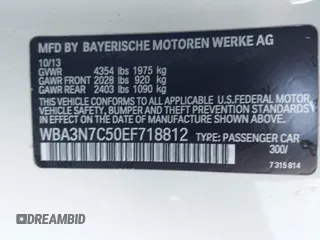 MFD BY BAYERISCHE MOTOREN WERKE AG
10/13
GVWR 4354 lbs 1975 kg
GAWR FRONT 2028 lbs 920 kg
GAWR REAR 2403 lbs 1090 kg
THIS VEHICLE CONFORMS TO ALL APPLICABLE U.S.FEDERAL MOTOR
VEHICLE SAFETY, BUMPER, AND THEFT PREVENTION STANDARDS
IN EFFECT ON THE DATE OF MANUFACTURE SHOWN ABOVE.
WBA3N7C50EF718812 TYPE: PASSENGER CAR
300/
7 315 814
DREAMBID